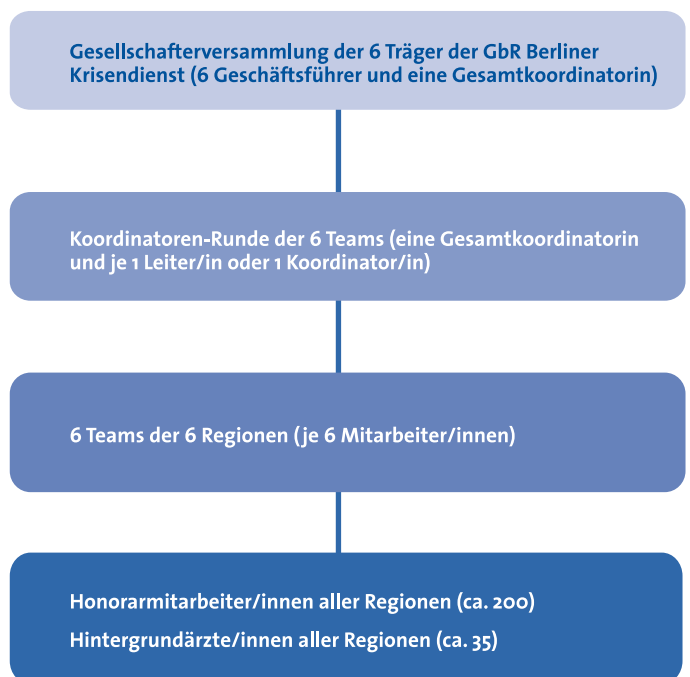 Gesellschafterversammlung der 6 Träger der GbR Berliner
Krisendienst (6 Geschäftsführer und eine Gesamtkoordinatorin)
Koordinatoren-Runde der 6 Teams (eine Gesamtkoordinatorin
und je 1 Leiter/in oder 1 Koordinator/in)
6 Teams der 6 Regionen (je 6 Mitarbeiter/innen)
Honorarmitarbeiter/innen aller Regionen (ca. 200)
Hintergrundärzte/innen aller Regionen (ca. 35)